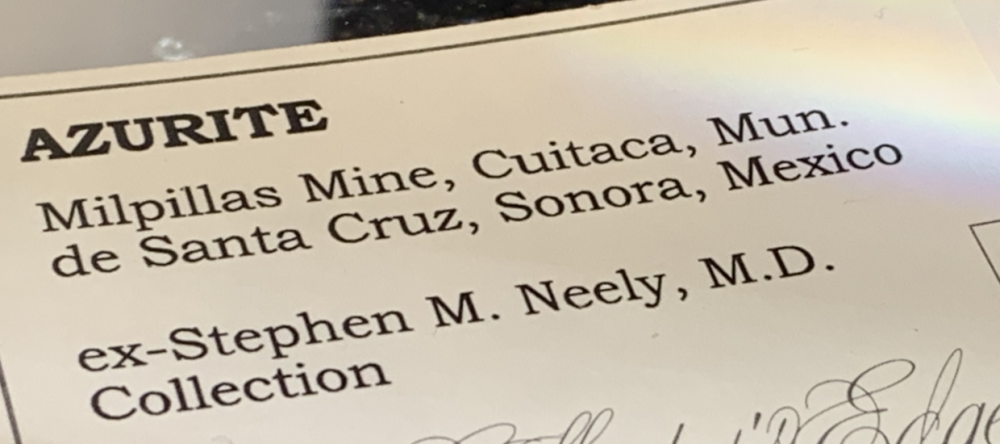 AZURITE
Milpillas Mine, Cuitaca, Mun.
de Santa Cruz, Sonora, Mexico
ex-Stephen M. Neely, M.D.
Collection